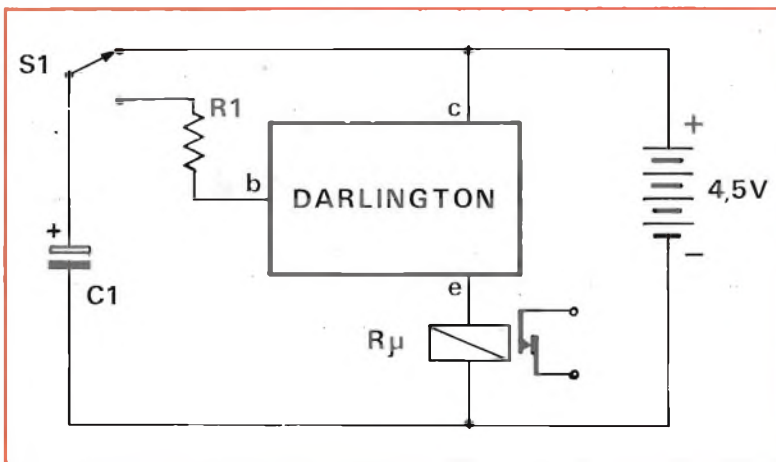 S1
R1
c
+
b
DARLINGTON
4,5V
+
−
C1
e
Rμ